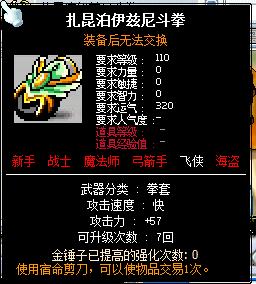 扎昆泊伊兹尼斗拳
装备后无法交换
要求等级： 110
要求力量： 0
要求敏捷： 0
要求智力： 0
要求运气： 320
要求人气度：-
道具等级： -
道具经验值： -
新手 战士 魔法师 弓箭手 飞侠 海盗
武器分类 ： 拳套
攻击速度 ： 快
攻击力 ： +57
可升级次数 ： 7回
金锤子已提高的强化次数: 0
使用宿命剪刀，可以使物品交易1次。